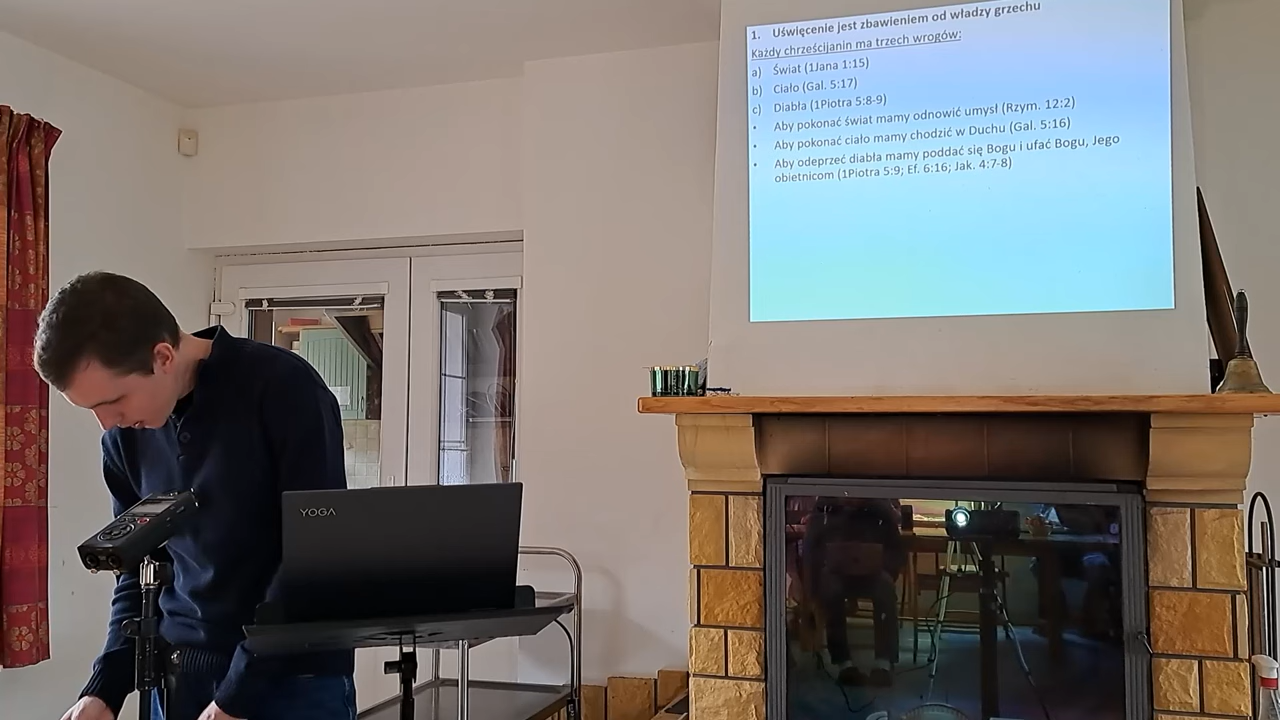 1. Uświęcenie jest zbawieniem od władzy grzechu
Każdy chrześcijanin ma trzech wrogów:
a) Świat (1Jana 1:15)
b) Ciało (Gal. 5:17)
c) Diabła (1Piotra 5:8-9)
• Aby pokonać świat mamy odnowić umysł (Rzym. 12:2)
• Aby pokonać ciało mamy chodzić w Duchu (Gal. 5:16)
• Aby odeprzeć diabła mamy poddać się Bogu i ufać Bogu, Jego
obietnicom (1Piotra 5:9; Ef. 6:16; Jak. 4:7-8)
YOGA